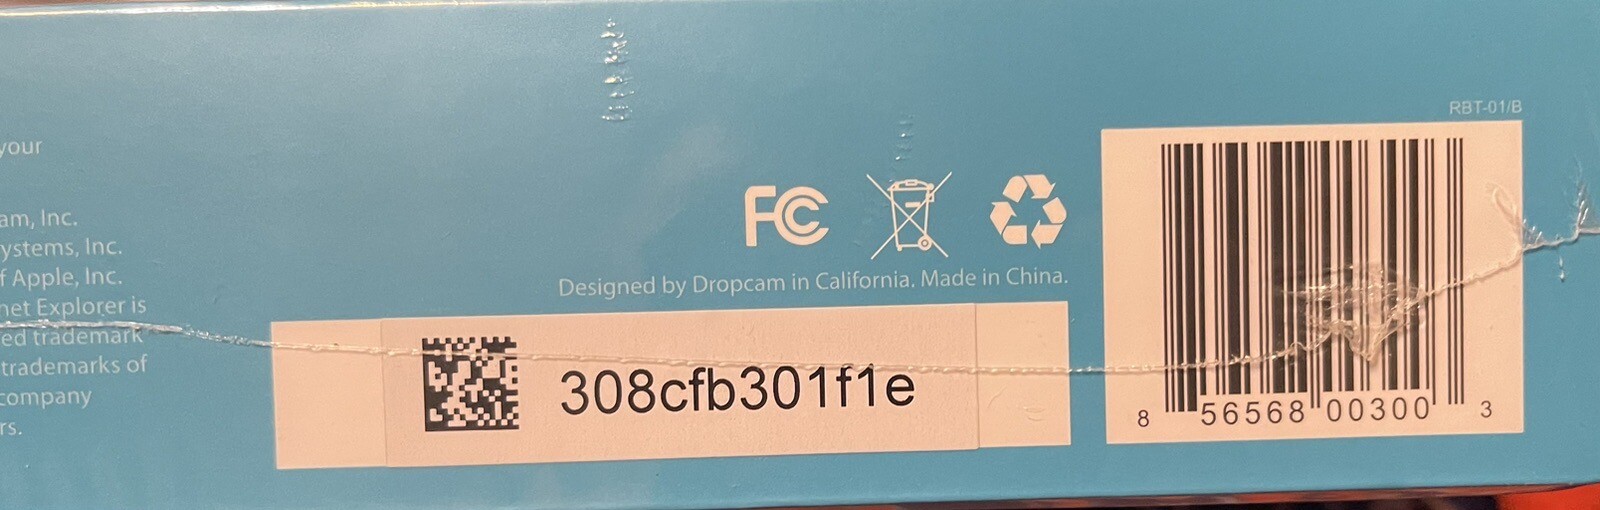 your
am, Inc.
ystems, Inc.
f Apple, Inc.
net Explorer is
ed trademark
trademarks of
company
rs.
RBT-01/B
FC
Designed by Dropcam in California. Made in China.
308cfb301f1e
8 56568 00300 3